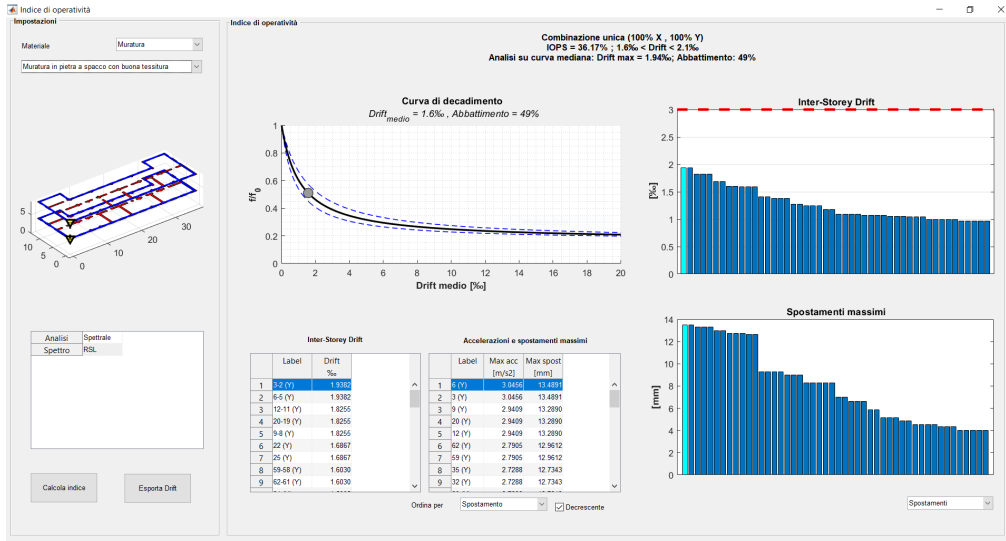 Indice di operatività
Impostazioni
Materiale
Muratura
Muratura in pietra a spacco con buona tessitura
5
0
10
5
0
0
10
20
30
Analisi Spettrale
Spettro RSL
Calcola indice
Esporta Drift
Indice di operatività
Combinazione unica (100% X , 100% Y)
IOPS = 36.17% ; 1.6‰ < Drift < 2.1‰
Analisi su curva mediana: Drift max = 1.94‰; Abbattimento: 49%
Curva di decadimento
Drift_medio = 1.6‰ , Abbattimento = 49%
f/f0
1
0.8
0.6
0.4
0.2
0
0 2 4 6 8 10 12 14 16 18 20
Drift medio [‰]
Inter-Storey Drift
[‰]
3
2.5
2
1.5
1
0.5
0
Inter-Storey Drift
Label Drift
‰
1 3-2 (Y) 1.9382
2 6-5 (Y) 1.9382
3 12-11 (Y) 1.8255
4 20-19 (Y) 1.8255
5 9-8 (Y) 1.8255
6 22 (Y) 1.6867
7 25 (Y) 1.6867
8 59-58 (Y) 1.6030
9 62-61 (Y) 1.6030
Accelerazioni e spostamenti massimi
Label Max acc Max spost
[m/s2] [mm]
1 6 (Y) 3.0456 13.4891
2 3 (Y) 3.0456 13.4891
3 9 (Y) 2.9409 13.2890
4 20 (Y) 2.9409 13.2890
5 12 (Y) 2.9409 13.2890
6 62 (Y) 2.7905 12.9612
7 59 (Y) 2.7905 12.9612
8 35 (Y) 2.7288 12.7343
9 32 (Y) 2.7288 12.7343
Ordina per
Spostamento
Decrescente
Spostamenti massimi
[mm]
14
12
10
8
6
4
2
0
Spostamenti